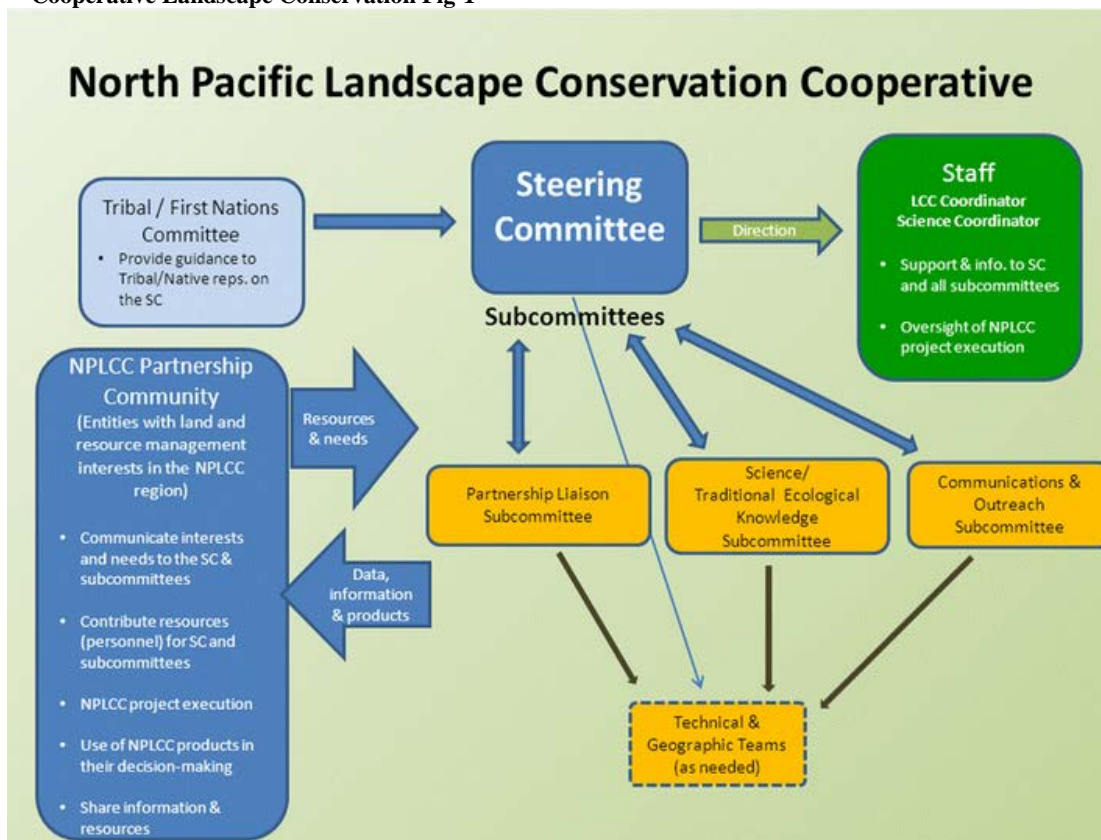 Cooperative Landscape Conservation Fig 1
North Pacific Landscape Conservation Cooperative
Tribal / First Nations
Committee
• Provide guidance to
Tribal/Native reps. on
the SC
Steering
Committee
Direction
Staff
LCC Coordinator
Science Coordinator
• Support & info. to SC
and all subcommittees
• Oversight of NPLCC
project execution
Subcommittees
NPLCC Partnership
Community
(Entities with land and
resource management
interests in the NPLCC
region)
• Communicate interests
and needs to the SC &
subcommittees
• Contribute resources
(personnel) for SC and
subcommittees
• NPLCC project execution
• Use of NPLCC products in
their decision-making
• Share information &
resources
Resources
& needs
Data,
information
& products
Partnership Liaison
Subcommittee
Science/
Traditional Ecological
Knowledge
Subcommittee
Communications &
Outreach
Subcommittee
Technical &
Geographic Teams
(as needed)